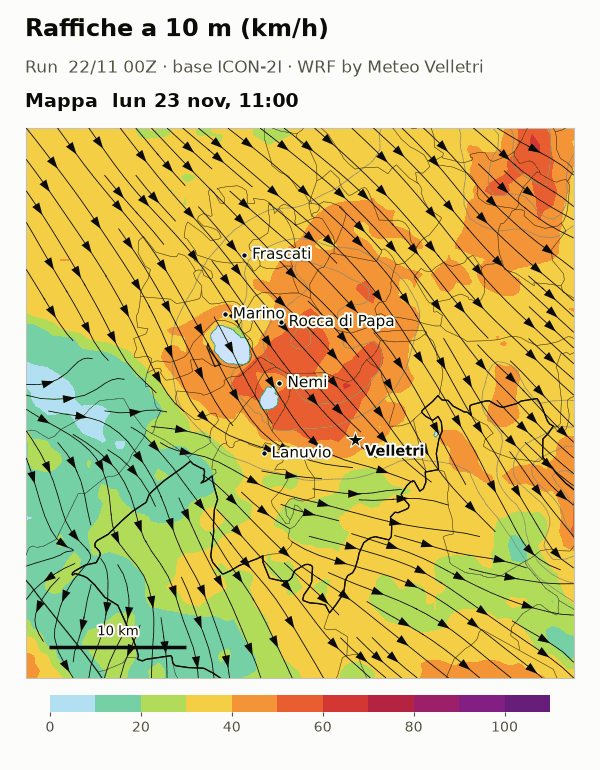 Raffiche a 10 m (km/h)
Run  22/11 00Z · base ICON-2I · WRF by Meteo Velletri
Mappa  lun 23 nov, 11:00
Frascati
Marino
Rocca di Papa
Nemi
Velletri
Lanuvio
10 km
0 20 40 60 80 100